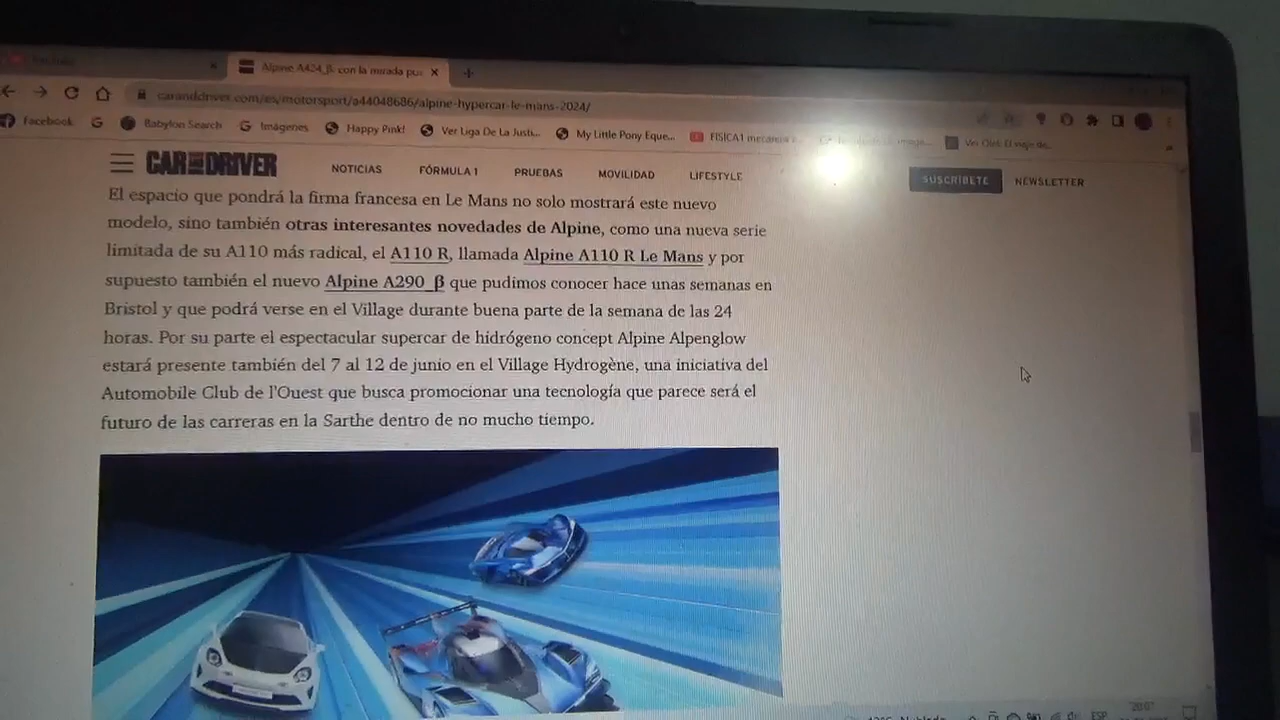 Alpine A424_β: con la mirada pu
caranddriver.com/es/motorsport/a44048686/alpine-hypercar-le-mans-2024/
Facebook
Babylon Search
Imágenes
Happy Pink!
Ver Liga De La Justi...
My Little Pony Eque...
FISICA1 mecanica
CAR AND DRIVER
NOTICIAS
FÓRMULA 1
PRUEBAS
MOVILIDAD
LIFESTYLE
SUSCRÍBETE
NEWSLETTER
El espacio que pondrá la firma francesa en Le Mans no solo mostrará este nuevo
modelo, sino también otras interesantes novedades de Alpine, como una nueva serie
limitada de su A110 más radical, el A110 R, llamada Alpine A110 R Le Mans y por
supuesto también el nuevo Alpine A290_β que pudimos conocer hace unas semanas en
Bristol y que podrá verse en el Village durante buena parte de la semana de las 24
horas. Por su parte el espectacular supercar de hidrógeno concept Alpine Alpenglow
estará presente también del 7 al 12 de junio en el Village Hydrogène, una iniciativa del
Automobile Club de l'Ouest que busca promocionar una tecnología que parece será el
futuro de las carreras en la Sarthe dentro de no mucho tiempo.
Nublado
ESP
20:07